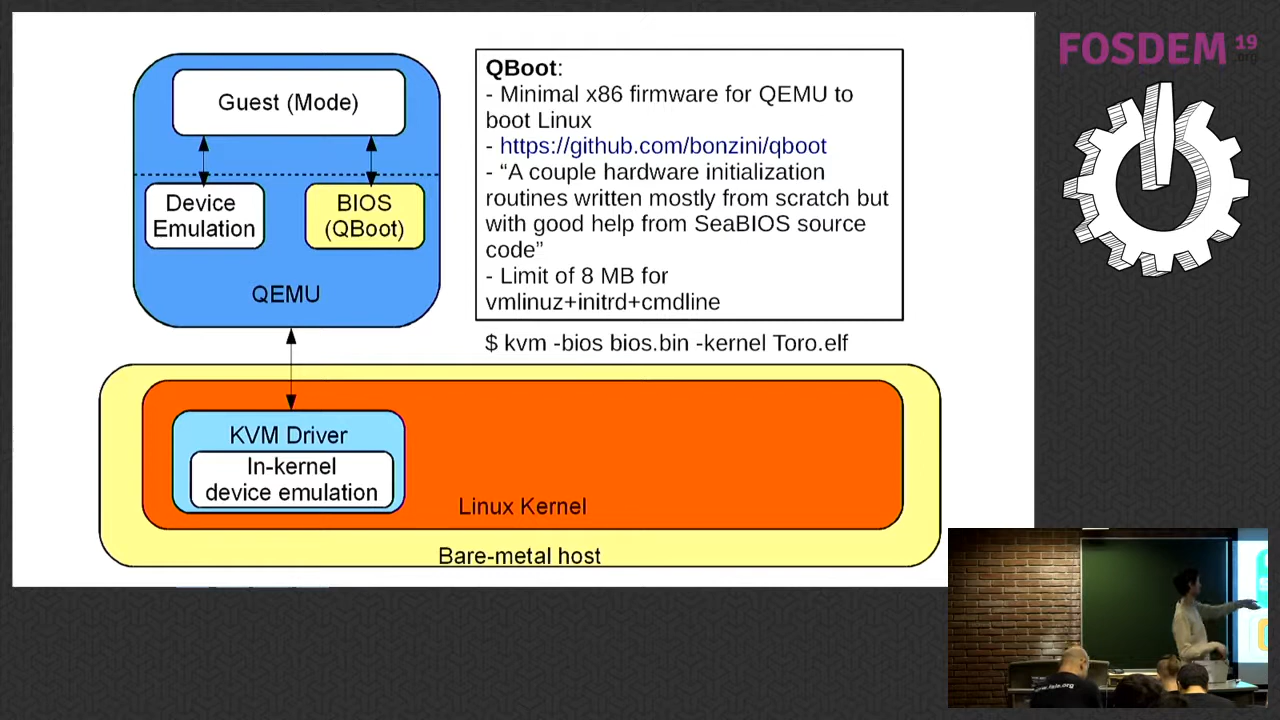 Guest (Mode)
Device
Emulation
BIOS
(QBoot)
QEMU
QBoot:
- Minimal x86 firmware for QEMU to
boot Linux
- https://github.com/bonzini/qboot
- “A couple hardware initialization
routines written mostly from scratch but
with good help from SeaBIOS source
code”
- Limit of 8 MB for
vmlinuz+initrd+cmdline
$ kvm -bios bios.bin -kernel Toro.elf
KVM Driver
In-kernel
device emulation
Linux Kernel
Bare-metal host
FOSDEM 19
.org